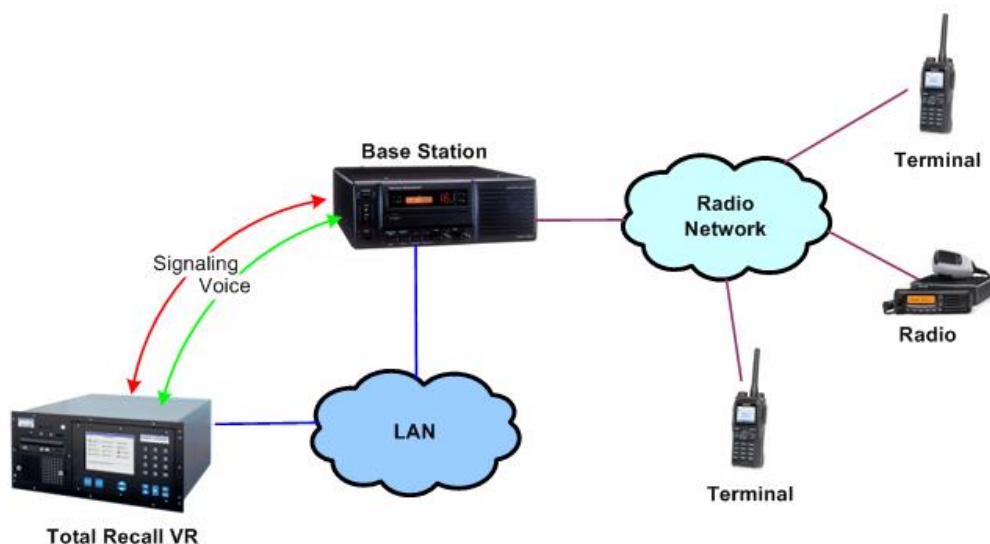 Base Station
Terminal
Radio
Network
Signaling
Voice
Radio
LAN
Terminal
Total Recall VR